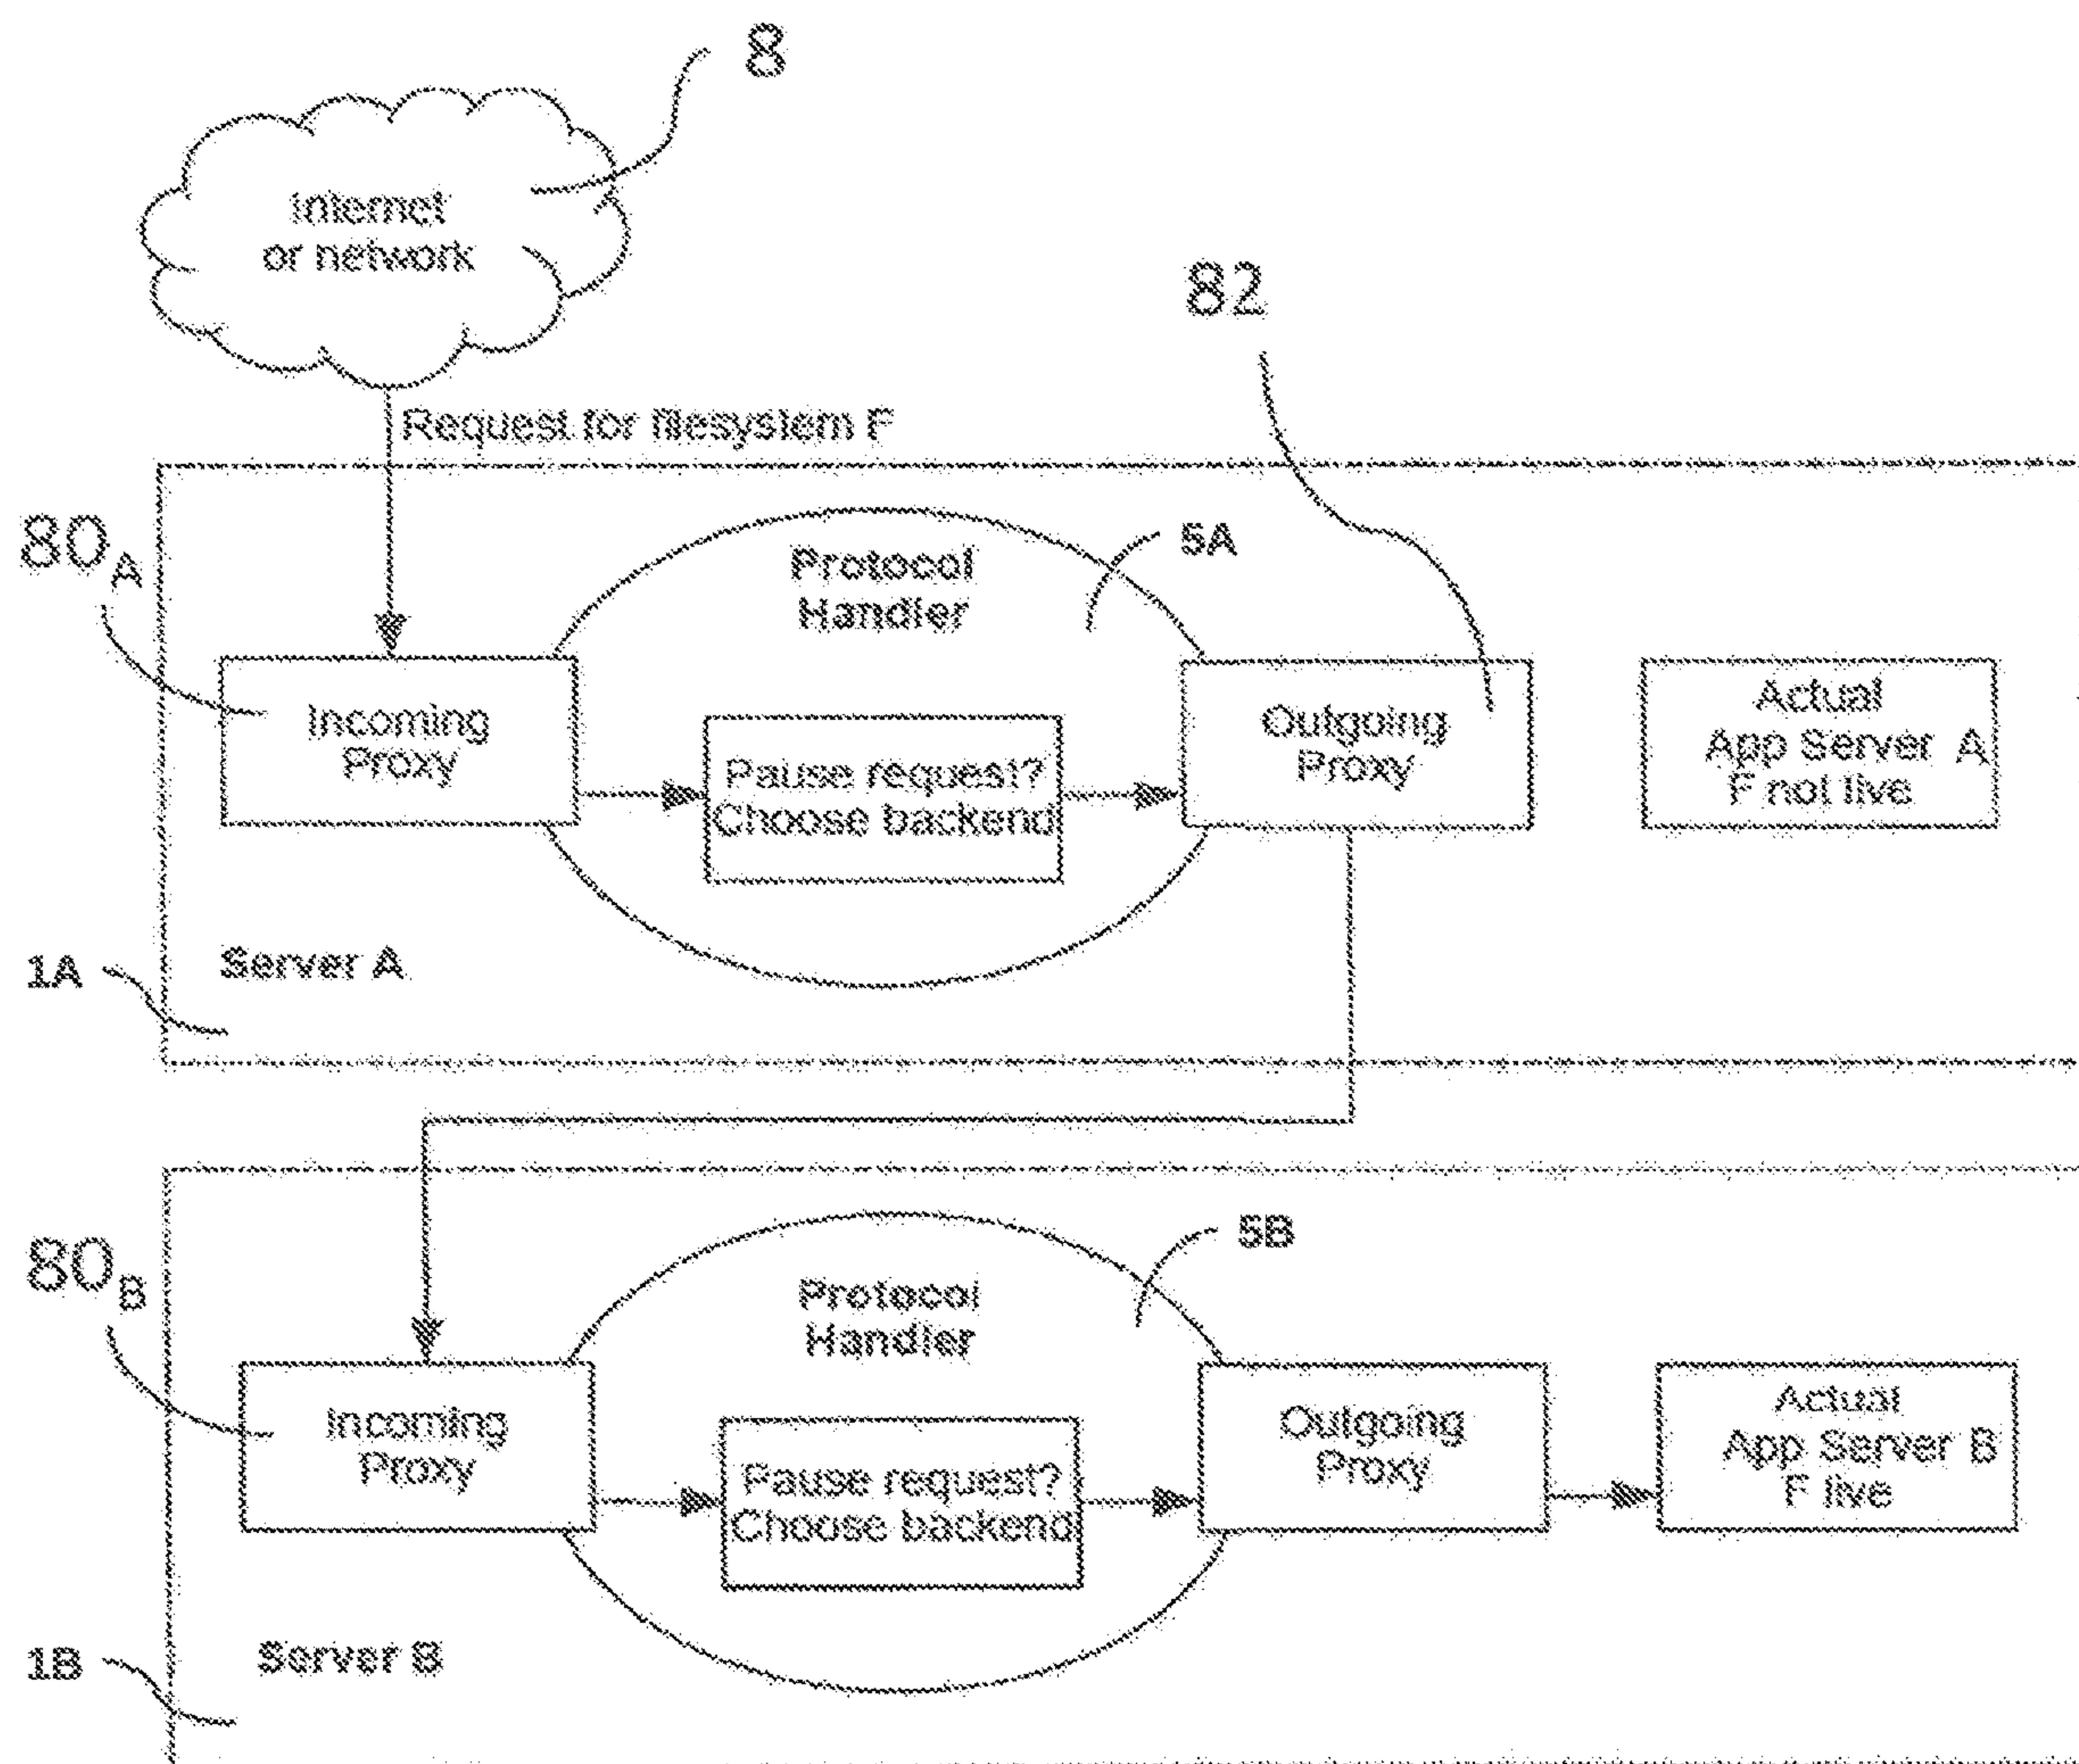 8
Internet
or network
82
Request for filesystem F
80A
Protocol
Handler
5A
Incoming
Proxy
Pause request?
Choose backend
Outgoing
Proxy
Actual
App Server A
F not live
1A
Server A
80B
Protocol
Handler
5B
Incoming
Proxy
Pause request?
Choose backend
Outgoing
Proxy
Actual
App Server B
F live
1B
Server B